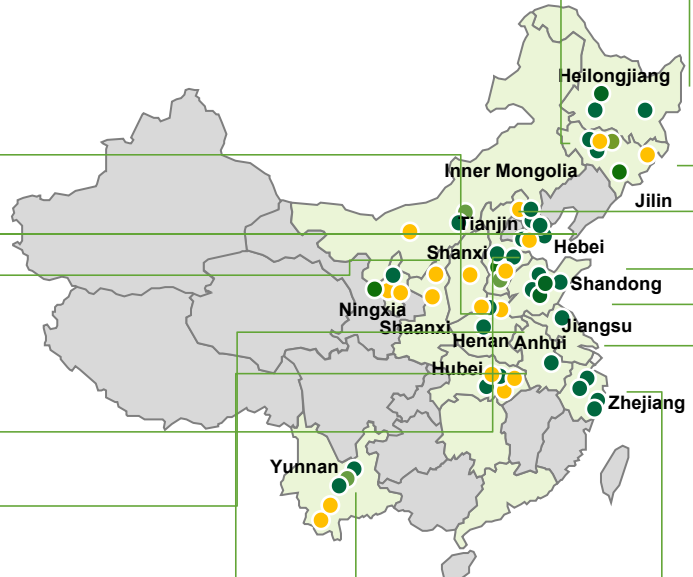 Heilongjiang
Inner Mongolia
Jilin
Tianjin
Hebei
Shanxi
Shandong
Ningxia
Shaanxi
Jiangsu
Henan
Anhui
Hubei
Zhejiang
Yunnan